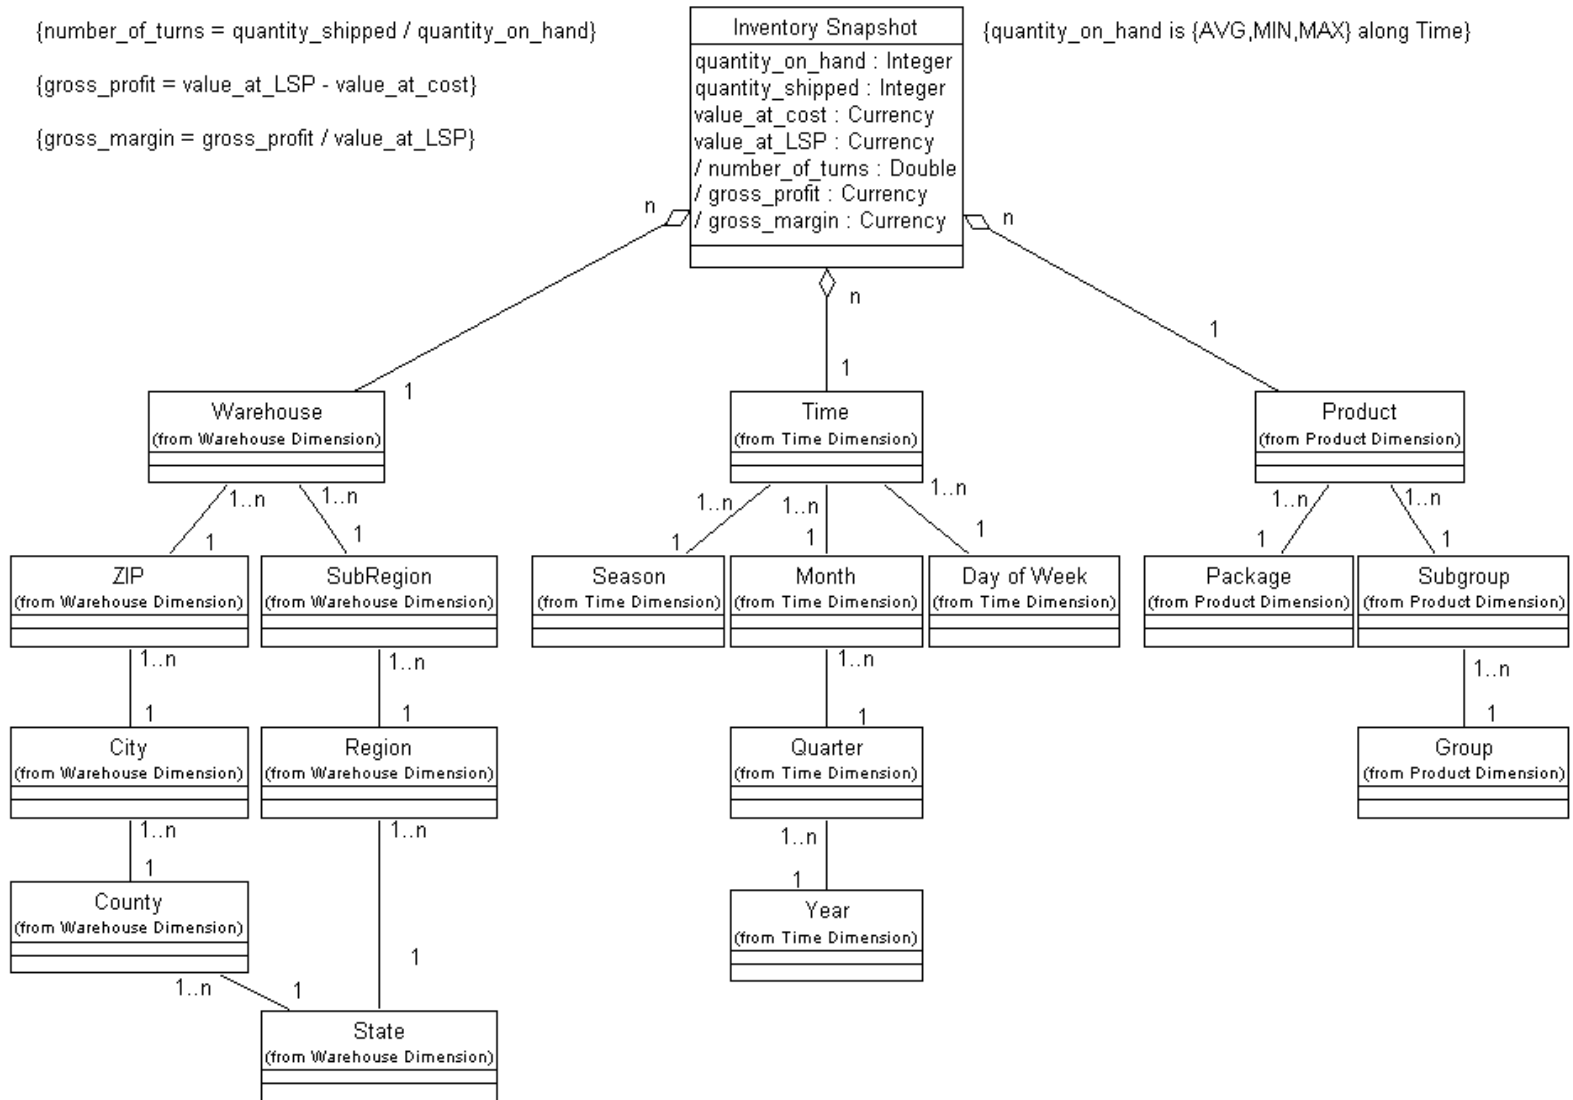 {number_of_turns = quantity_shipped / quantity_on_hand}
{gross_profit = value_at_LSP - value_at_cost}
{gross_margin = gross_profit / value_at_LSP}
Inventory Snapshot
quantity_on_hand : Integer
quantity_shipped : Integer
value_at_cost : Currency
value_at_LSP : Currency
/ number_of_turns : Double
/ gross_profit : Currency
/ gross_margin : Currency
{quantity_on_hand is {AVG,MIN,MAX} along Time}
n
n
n
1
1
1
Warehouse
(from Warehouse Dimension)
Time
(from Time Dimension)
Product
(from Product Dimension)
1..n
1..n
1..n
1..n
1..n
1..n
1..n
1
1
1
1
1
1
1
ZIP
(from Warehouse Dimension)
SubRegion
(from Warehouse Dimension)
Season
(from Time Dimension)
Month
(from Time Dimension)
Day of Week
(from Time Dimension)
Package
(from Product Dimension)
Subgroup
(from Product Dimension)
1..n
1..n
1..n
1..n
1
1
1
1
City
(from Warehouse Dimension)
Region
(from Warehouse Dimension)
Quarter
(from Time Dimension)
Group
(from Product Dimension)
1..n
1..n
1..n
1
1
County
(from Warehouse Dimension)
Year
(from Time Dimension)
1
1..n
1
State
(from Warehouse Dimension)